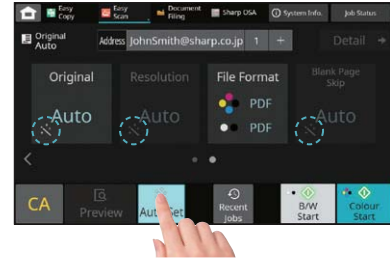 Easy Copy
Easy Scan
Document Filing
Sharp OSA
System Info.
Job Status
Original
Auto
Address JohnSmith@sharp.co.jp 1 +
Detail
Original
Auto
Resolution
Auto
File Format
PDF
PDF
Blank Page
Skip
Auto
CA
Preview
Auto Set
Recent
Jobs
B/W
Start
Colour
Start